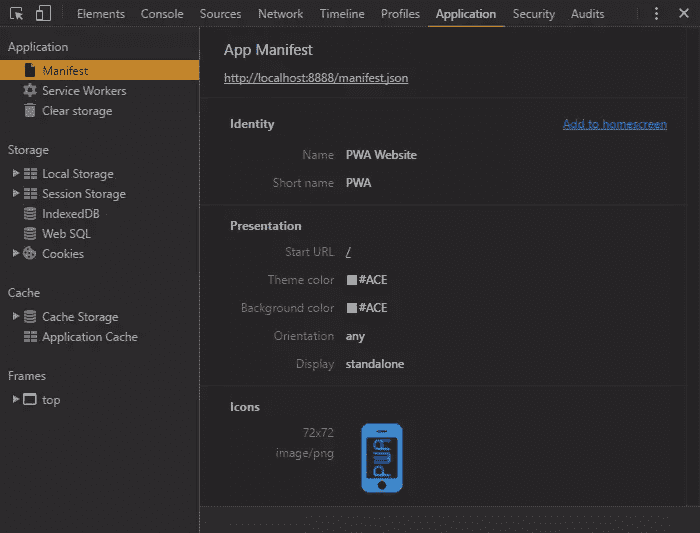 Elements Console Sources Network Timeline Profiles Application Security Audits
Application
Manifest
Service Workers
Clear storage
Storage
Local Storage
Session Storage
IndexedDB
Web SQL
Cookies
Cache
Cache Storage
Application Cache
Frames
top
App Manifest
http://localhost:8888/manifest.json
Identity Add to homescreen
Name PWA Website
Short name PWA
Presentation
Start URL /
Theme color #ACE
Background color #ACE
Orientation any
Display standalone
Icons
72x72
image/png
PWA